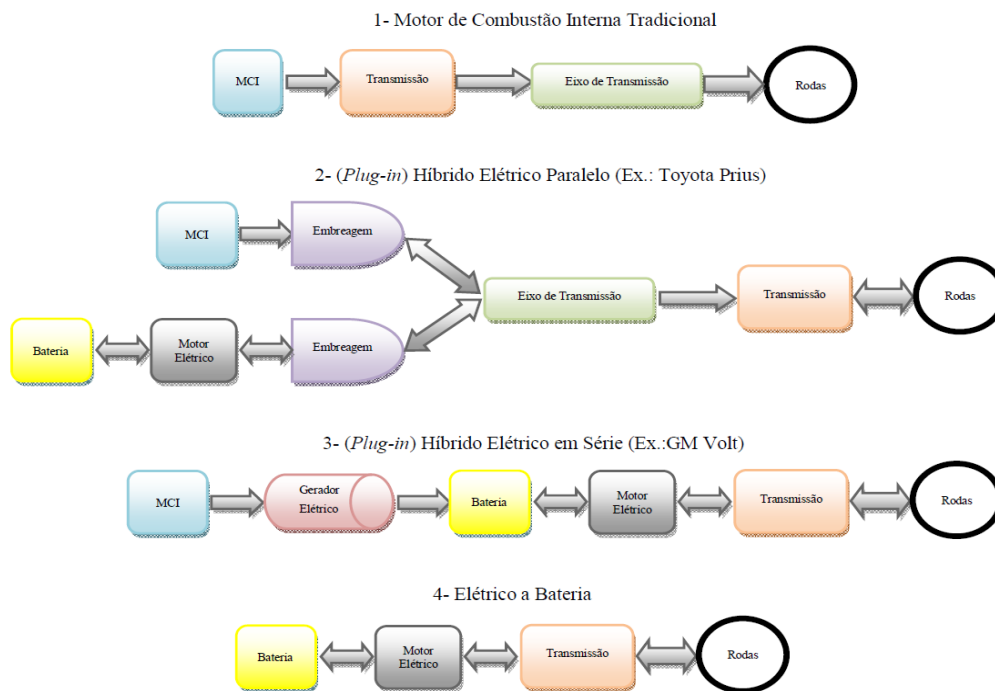 1- Motor de Combustão Interna Tradicional
MCI
Transmissão
Eixo de Transmissão
Rodas
2- (Plug-in) Híbrido Elétrico Paralelo (Ex.: Toyota Prius)
MCI
Embreagem
Eixo de Transmissão
Transmissão
Rodas
Bateria
Motor
Elétrico
Embreagem
3- (Plug-in) Híbrido Elétrico em Série (Ex.:GM Volt)
MCI
Gerador
Elétrico
Bateria
Motor
Elétrico
Transmissão
Rodas
4- Elétrico a Bateria
Bateria
Motor
Elétrico
Transmissão
Rodas